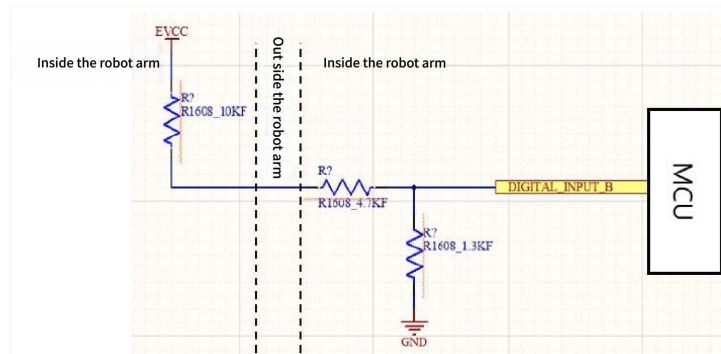 EVCC
Inside the robot arm
Out side the robot arm
Inside the robot arm
R?
R1608_10KF
R?
R1608_4.7KF
DIGITAL_INPUT_B
MCU
R?
R1608_1.3KF
GND